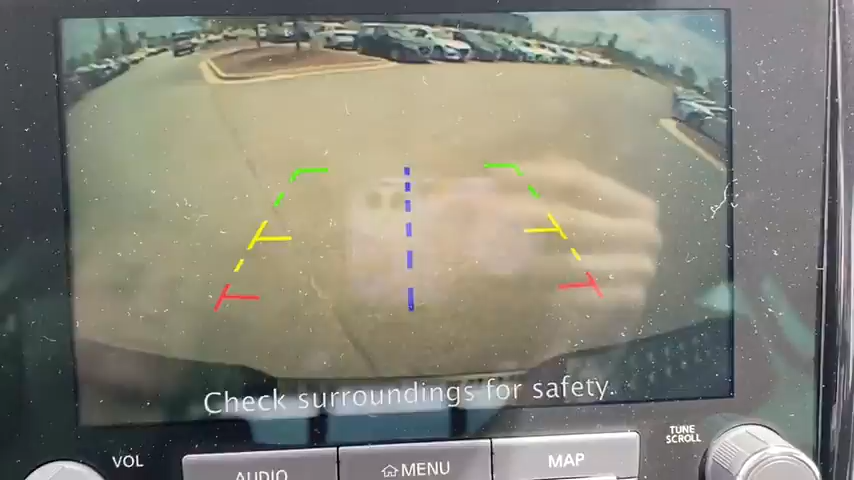 Check surroundings for safety.
TUNE
SCROLL
VOL
AUDIO
MENU
MAP